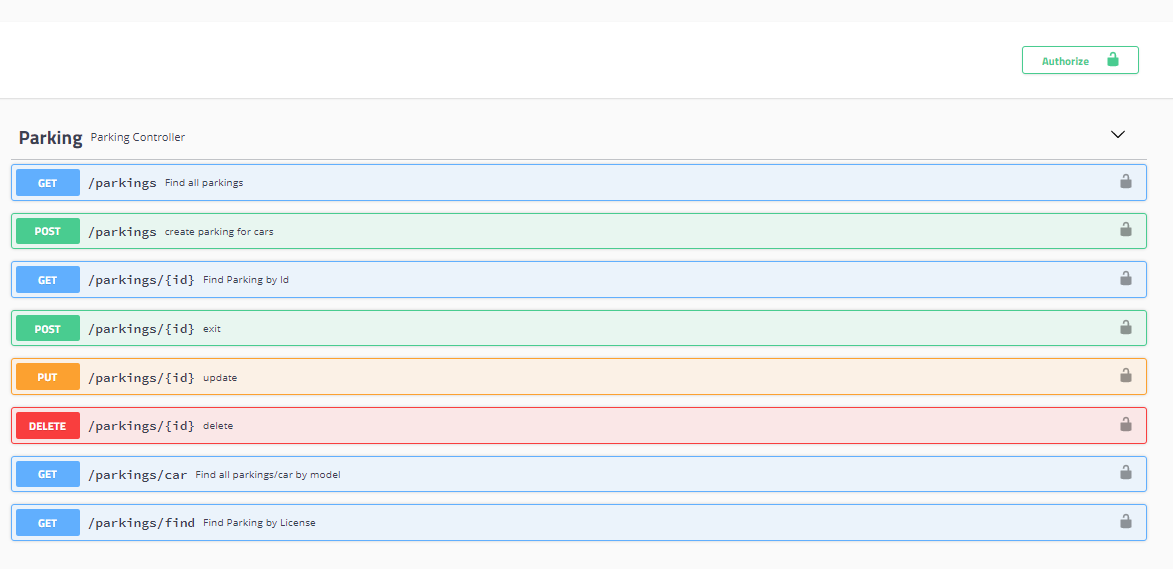 Authorize
Parking Parking Controller
GET /parkings Find all parkings
POST /parkings create parking for cars
GET /parkings/{id} Find Parking by Id
POST /parkings/{id} exit
PUT /parkings/{id} update
DELETE /parkings/{id} delete
GET /parkings/car Find all parkings/car by model
GET /parkings/find Find Parking by License